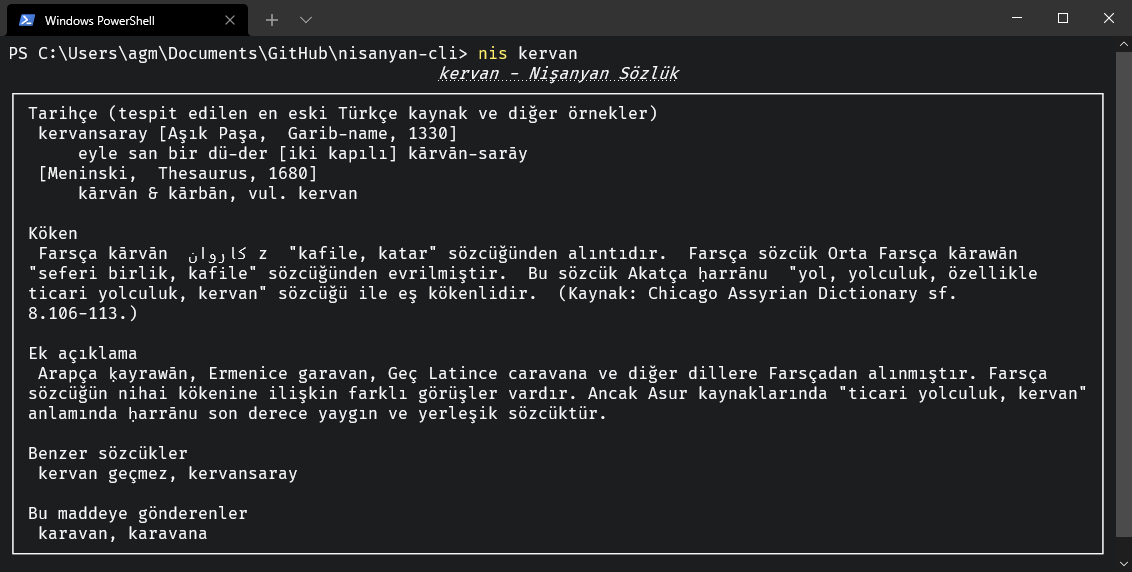 Windows PowerShell
PS C:\Users\agm\Documents\GitHub\nisanyan-cli> nis kervan
kervan - Nişanyan Sözlük
Tarihçe (tespit edilen en eski Türkçe kaynak ve diğer örnekler)
kervansaray [Aşık Paşa,  Garib-name, 1330]
eyle san bir dü-der [iki kapılı] kārvān-sarāy
[Meninski,  Thesaurus, 1680]
kārvān & kārbān, vul. kervan
Köken
Farsça kārvān  كاروان z  "kafile, katar" sözcüğünden alıntıdır.  Farsça sözcük Orta Farsça kārawān
"seferi birlik, kafile" sözcüğünden evrilmiştir.  Bu sözcük Akatça ḥarrānu  "yol, yolculuk, özellikle
ticari yolculuk, kervan" sözcüğü ile eş kökenlidir.  (Kaynak: Chicago Assyrian Dictionary sf.
8.106-113.)
Ek açıklama
Arapça ḳayrawān, Ermenice garavan, Geç Latince caravana ve diğer dillere Farsçadan alınmıştır. Farsça
sözcüğün nihai kökenine ilişkin farklı görüşler vardır. Ancak Asur kaynaklarında "ticari yolculuk, kervan"
anlamında ḥarrānu son derece yaygın ve yerleşik sözcüktür.
Benzer sözcükler
kervan geçmez, kervansaray
Bu maddeye gönderenler
karavan, karavana